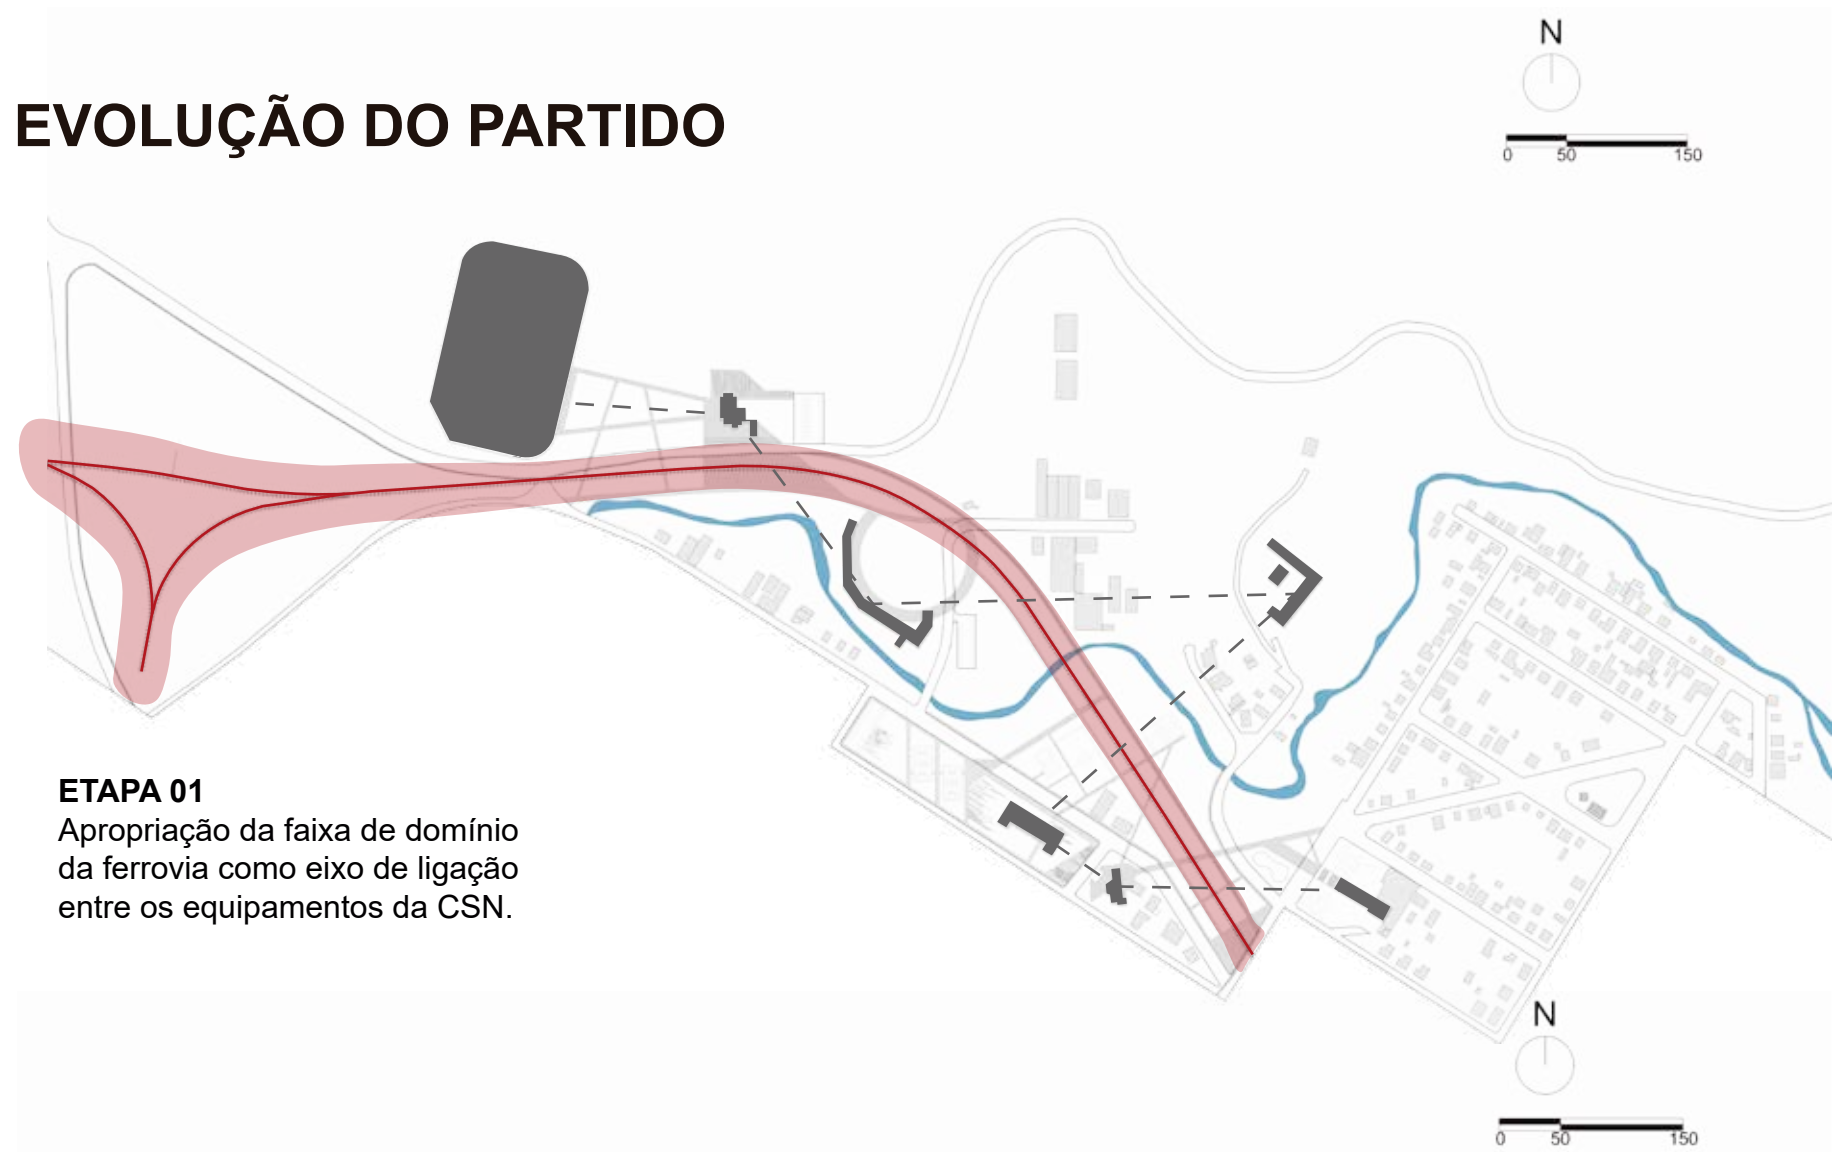 N
0 50 150
EVOLUÇÃO DO PARTIDO
ETAPA 01
Apropriação da faixa de domínio
da ferrovia como eixo de ligação
entre os equipamentos da CSN.
N
0 50 150